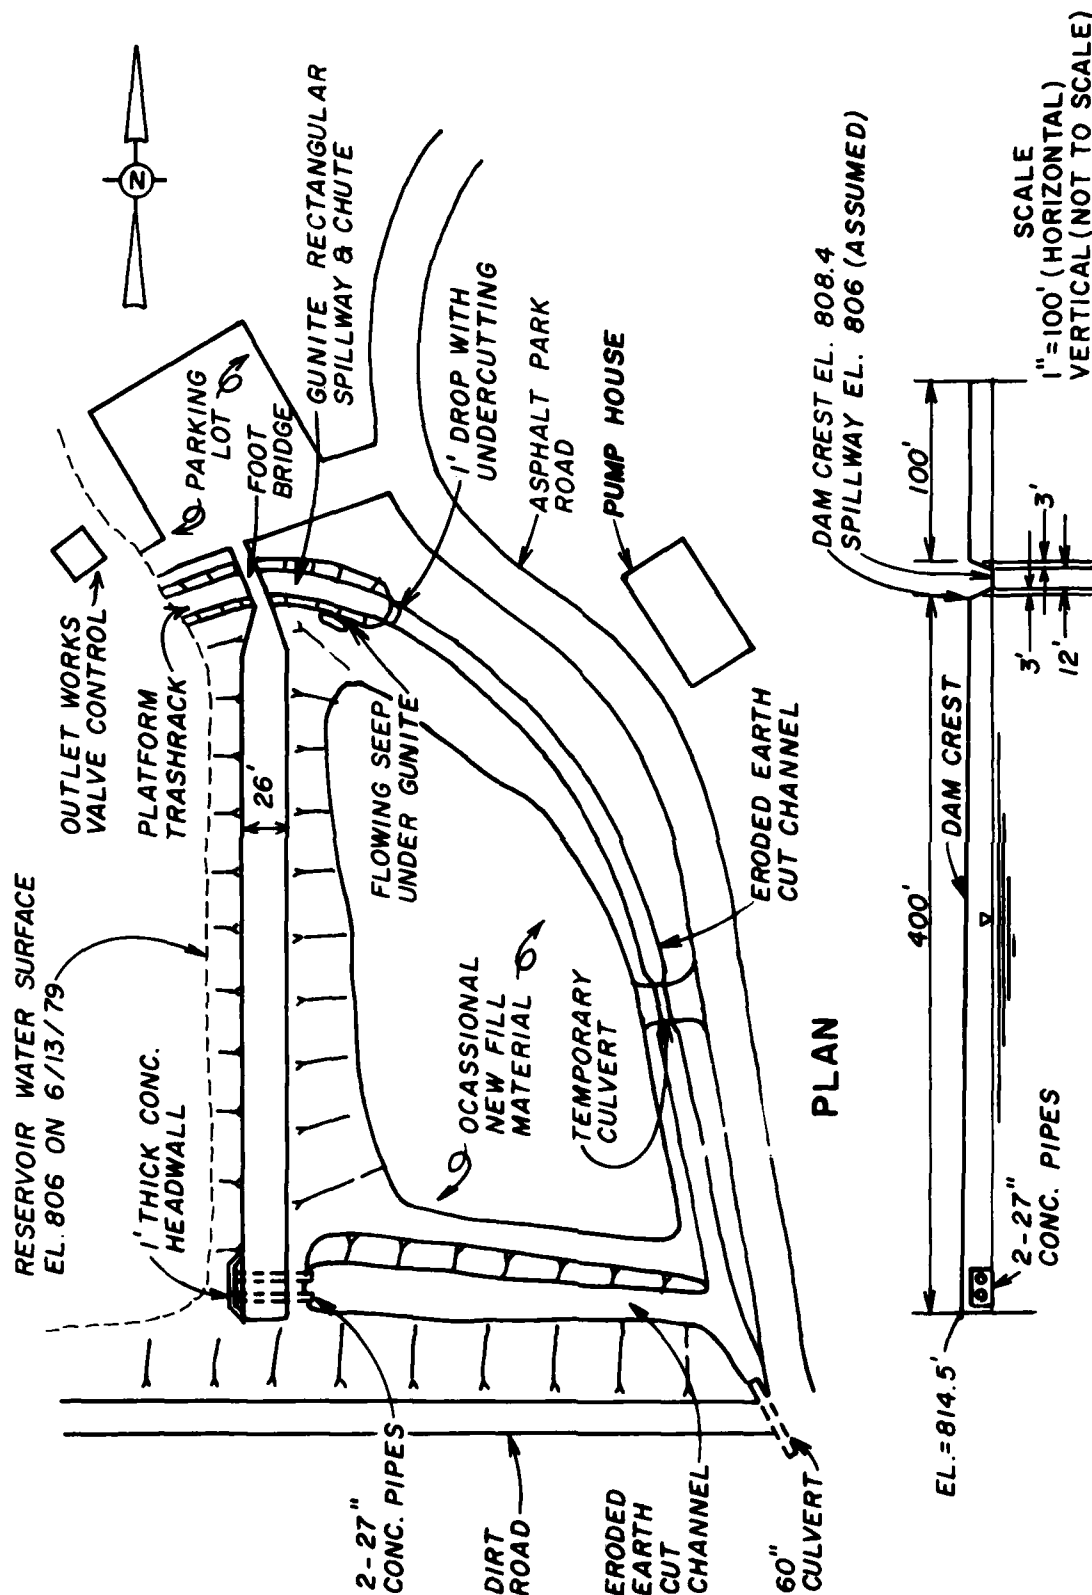 RESERVOIR WATER SURFACE
EL. 806 ON 6/13/79
1' THICK CONC.
HEADWALL
OUTLET WORKS
VALVE CONTROL
PLATFORM
TRASHRACK
26'
PARKING
LOT
FOOT
BRIDGE
N
GUNITE RECTANGULAR
SPILLWAY & CHUTE
FLOWING SEEP
UNDER GUNITE
1' DROP WITH
UNDERCUTTING
ASPHALT PARK
ROAD
PUMP HOUSE
OCASSIONAL
NEW FILL
MATERIAL
TEMPORARY
CULVERT
ERODED EARTH
CUT CHANNEL
2-27"
CONC. PIPES
DIRT
ROAD
ERODED
EARTH
CUT
CHANNEL
60"
CULVERT
PLAN
EL.=814.5'
2-27"
CONC. PIPES
400'
DAM CREST
DAM CREST EL. 808.4
SPILLWAY EL. 806 (ASSUMED)
100'
3'
3'
12'
SCALE
1"=100' (HORIZONTAL)
VERTICAL (NOT TO SCALE)